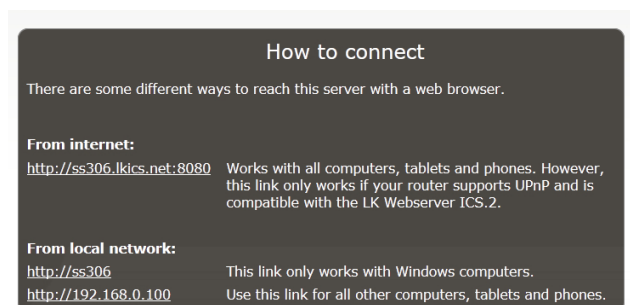 How to connect
There are some different ways to reach this server with a web browser.
From internet:
http://ss306.lkics.net:8080 Works with all computers, tablets and phones. However,
this link only works if your router supports UPnP and is
compatible with the LK Webserver ICS.2.
From local network:
http://ss306 This link only works with Windows computers.
http://192.168.0.100 Use this link for all other computers, tablets and phones.